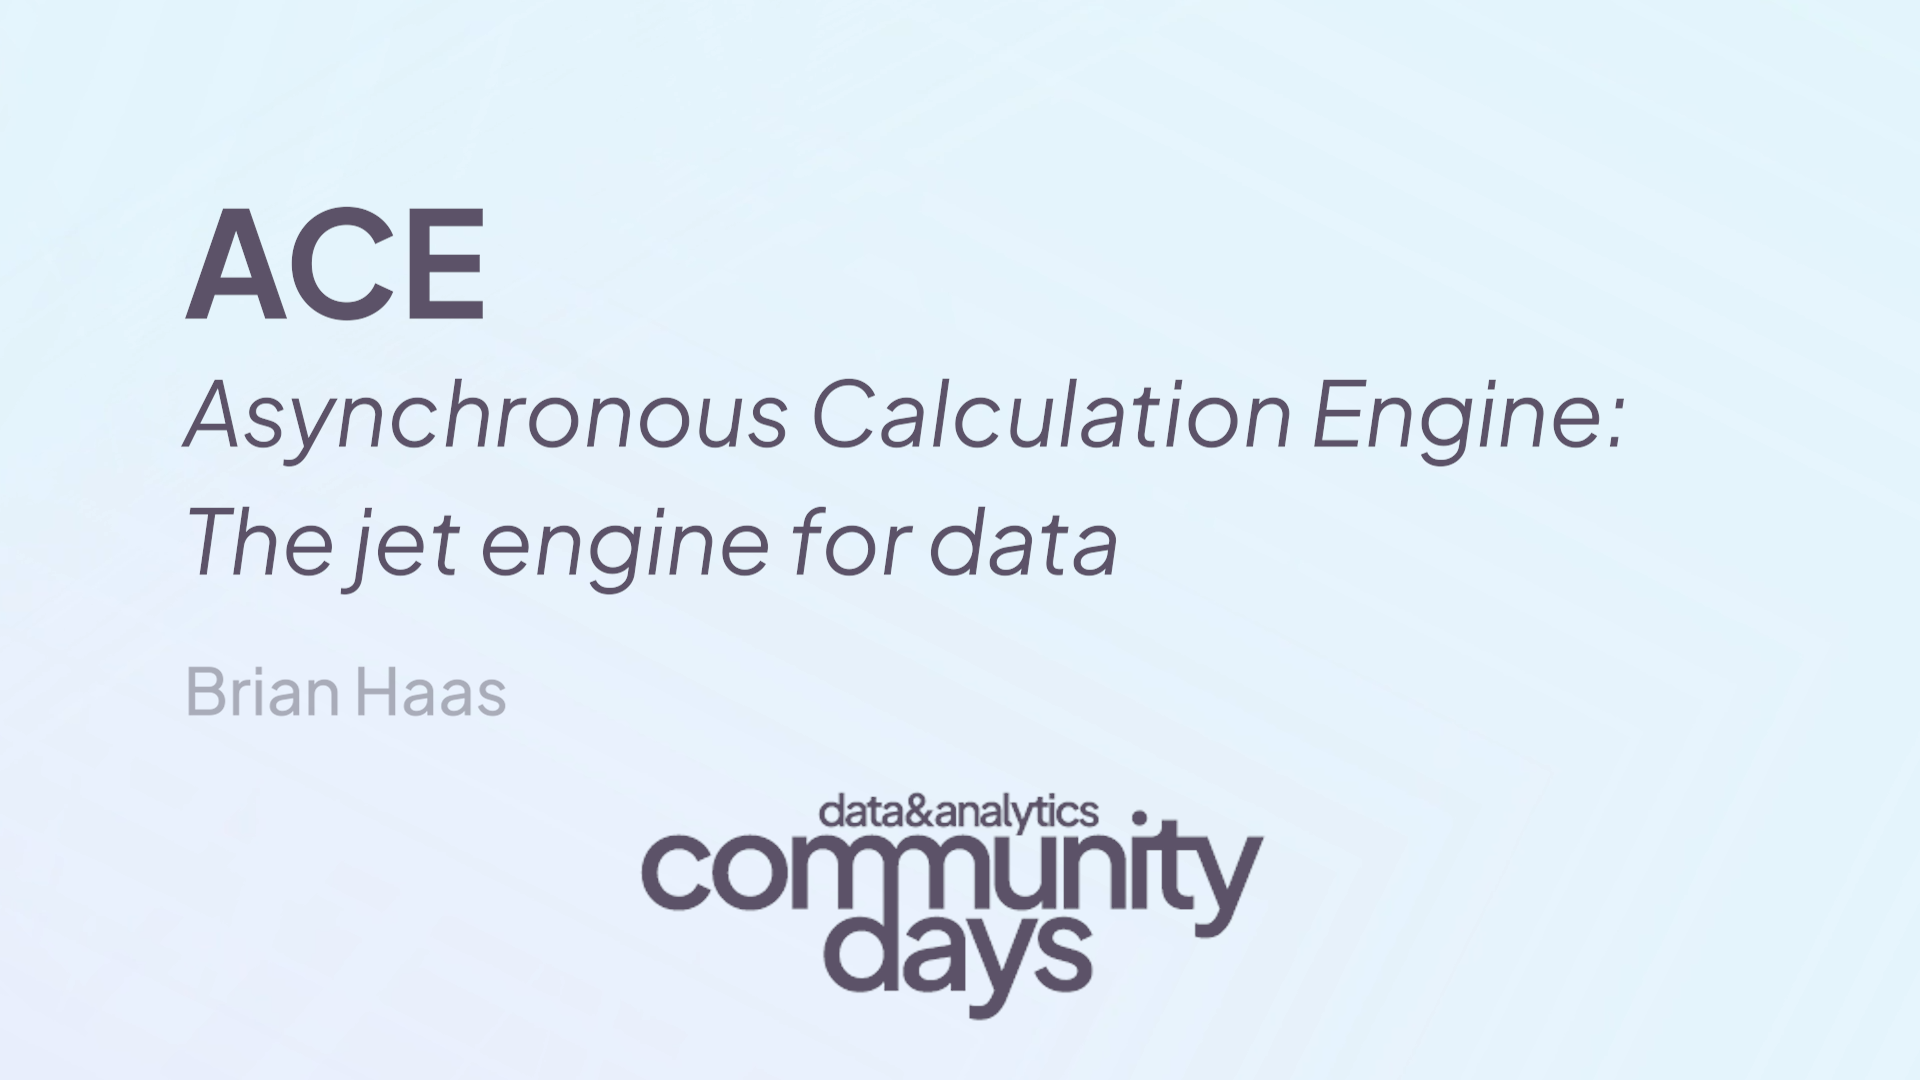 ACE
Asynchronous Calculation Engine:
The jet engine for data
Brian Haas
data&analytics
community
days